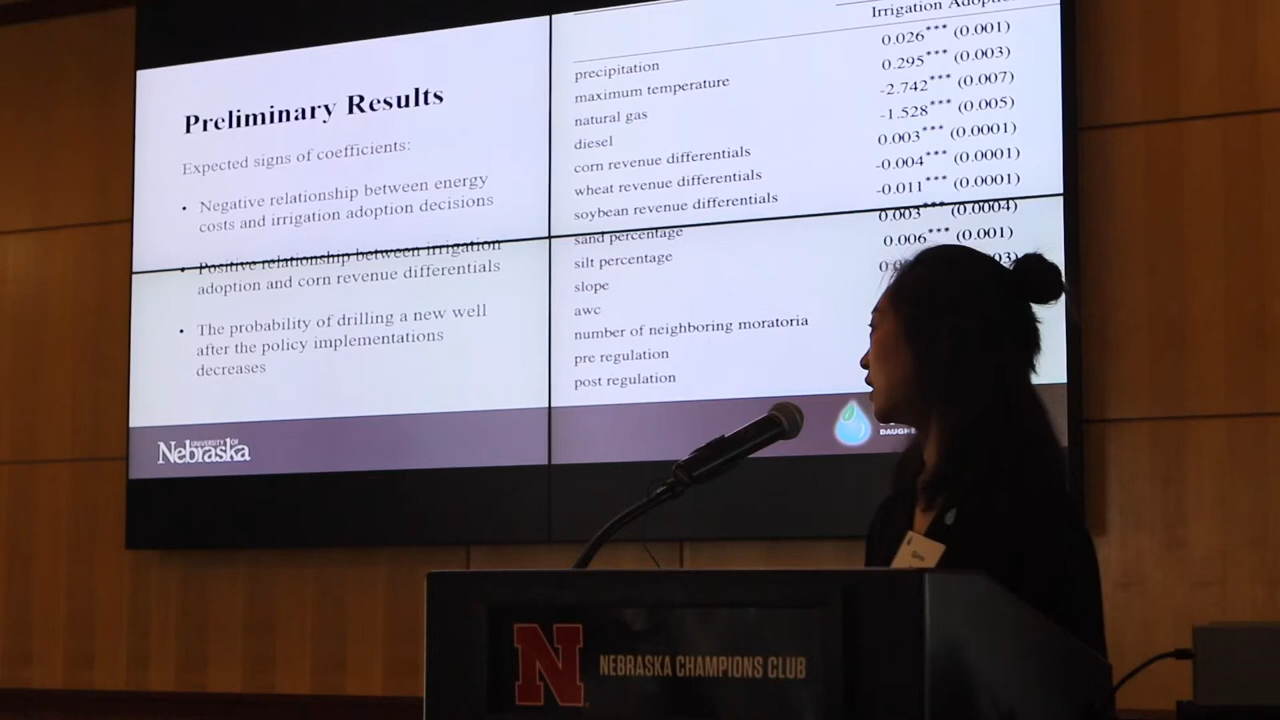 Preliminary Results
Expected signs of coefficients:
• Negative relationship between energy
costs and irrigation adoption decisions
• Positive relationship between irrigation
adoption and corn revenue differentials
• The probability of drilling a new well
after the policy implementations
decreases
UNIVERSITY OF
Nebraska
Irrigation
precipitation 0.026*** (0.001)
maximum temperature 0.295*** (0.003)
natural gas -2.742*** (0.007)
diesel -1.528*** (0.005)
corn revenue differentials 0.003*** (0.0001)
wheat revenue differentials -0.004*** (0.0001)
soybean revenue differentials -0.011*** (0.0001)
sand percentage 0.003*** (0.0004)
silt percentage 0.006*** (0.001)
slope
awc
number of neighboring moratoria
pre regulation
post regulation
N
NEBRASKA CHAMPIONS CLUB